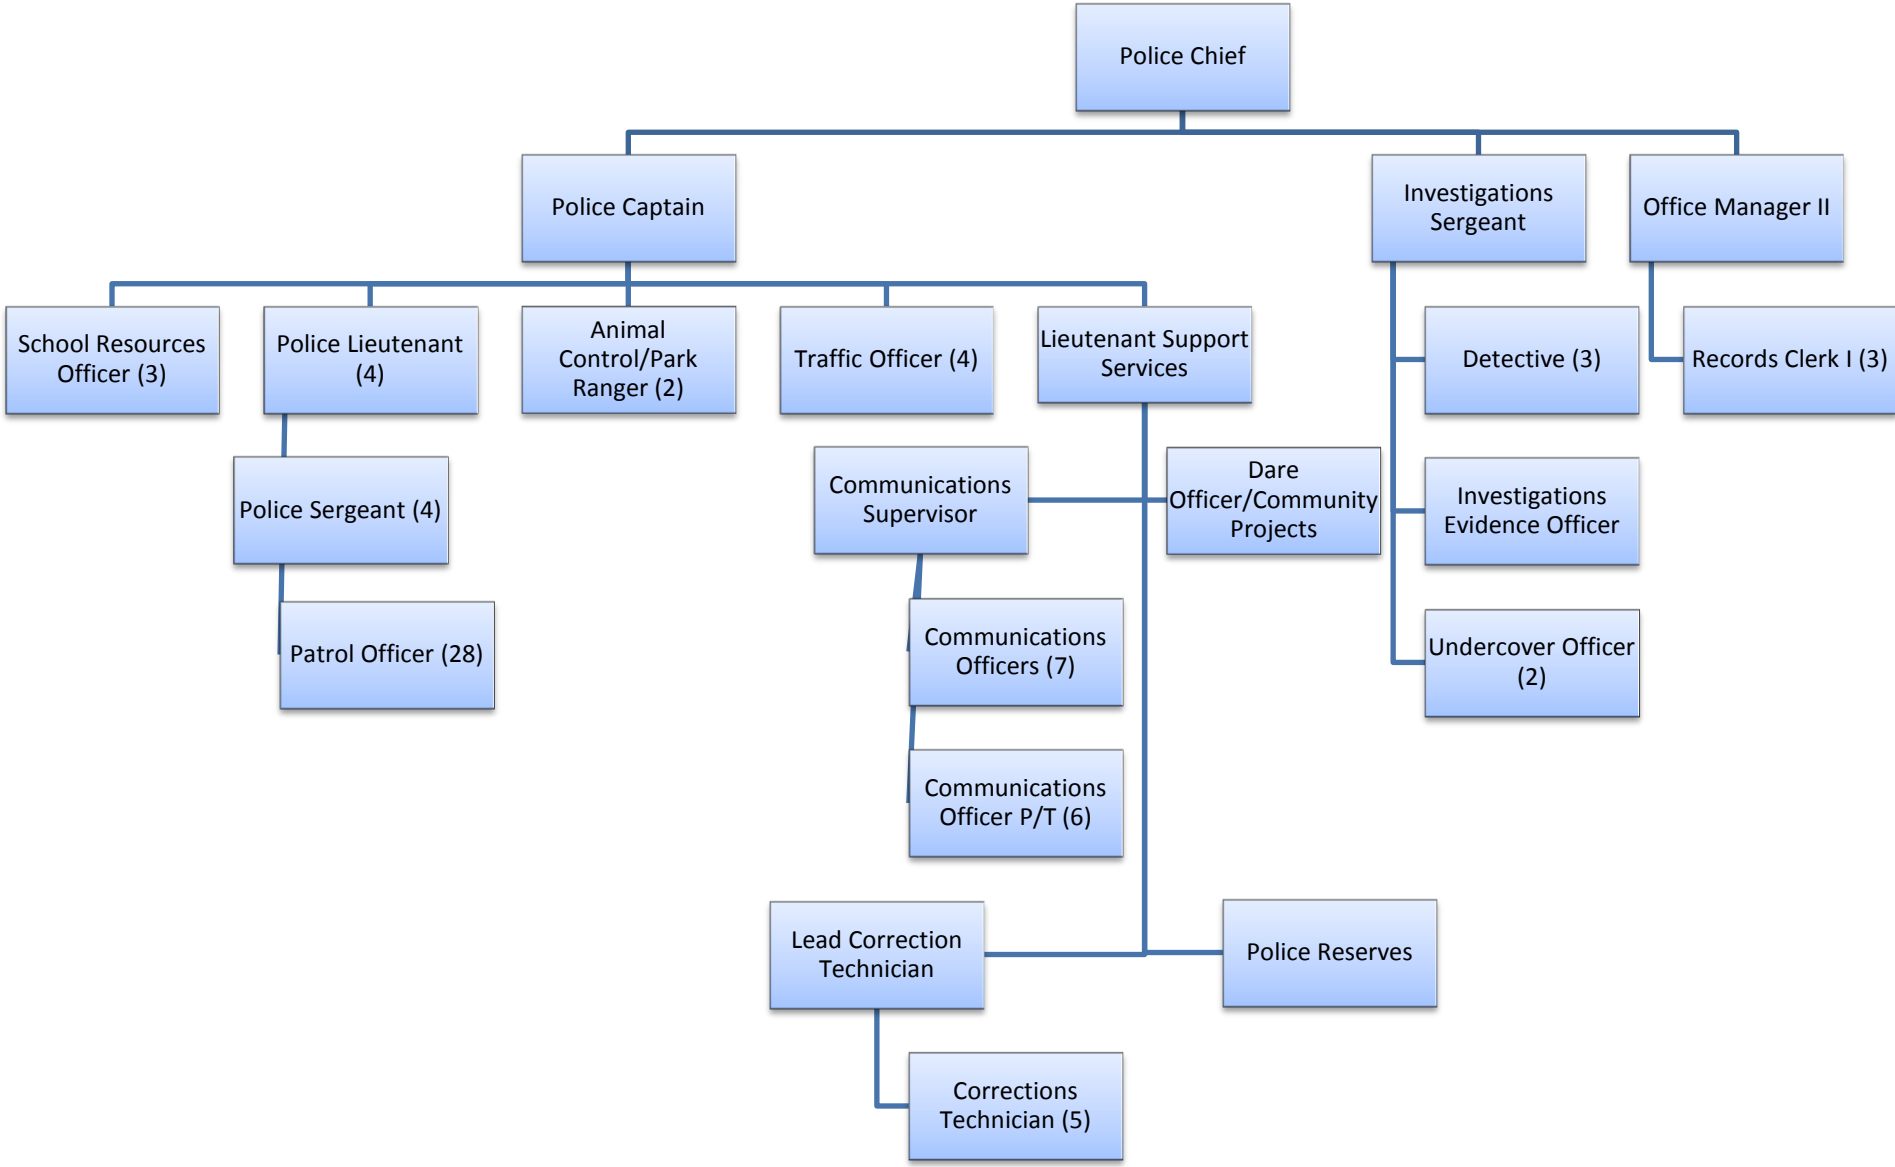 Police Chief
Police Captain
Investigations
Sergeant
Office Manager II
School Resources
Officer (3)
Police Lieutenant
(4)
Animal
Control/Park
Ranger (2)
Traffic Officer (4)
Lieutenant Support
Services
Detective (3)
Records Clerk I (3)
Police Sergeant (4)
Communications
Supervisor
Dare
Officer/Community
Projects
Investigations
Evidence Officer
Patrol Officer (28)
Communications
Officers (7)
Undercover Officer
(2)
Communications
Officer P/T (6)
Lead Correction
Technician
Police Reserves
Corrections
Technician (5)